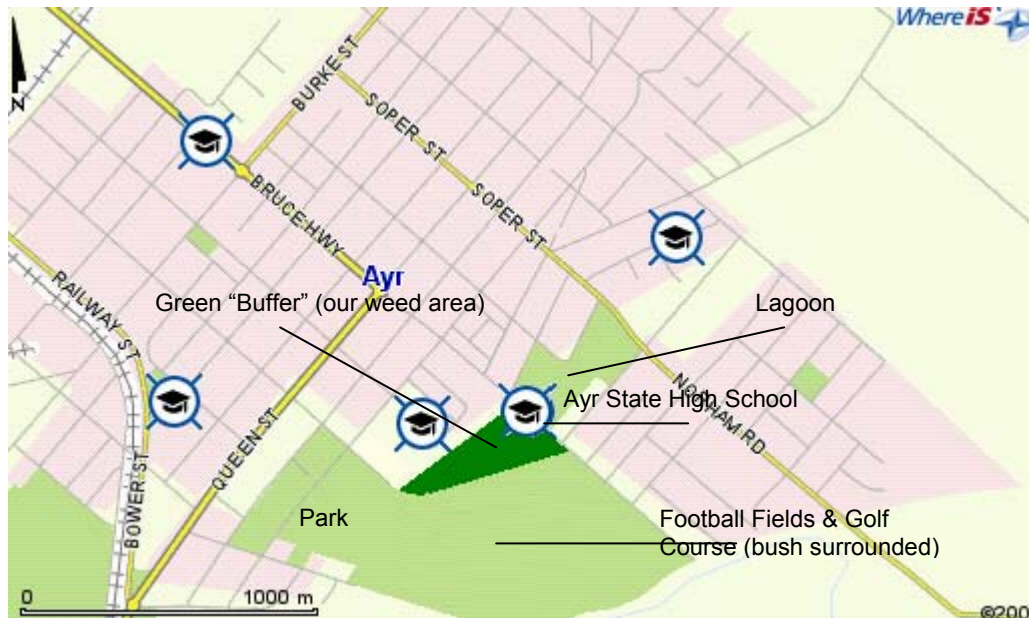 WhereiS
N
BURKE ST
SOPER ST
SOPER ST
BRUCE HWY
Ayr
Green “Buffer” (our weed area)
Lagoon
RAILWAY ST
Ayr State High School
NORHAM RD
QUEEN ST
BOWER ST
Park
Football Fields & Golf
Course (bush surrounded)
0 1000 m
©200